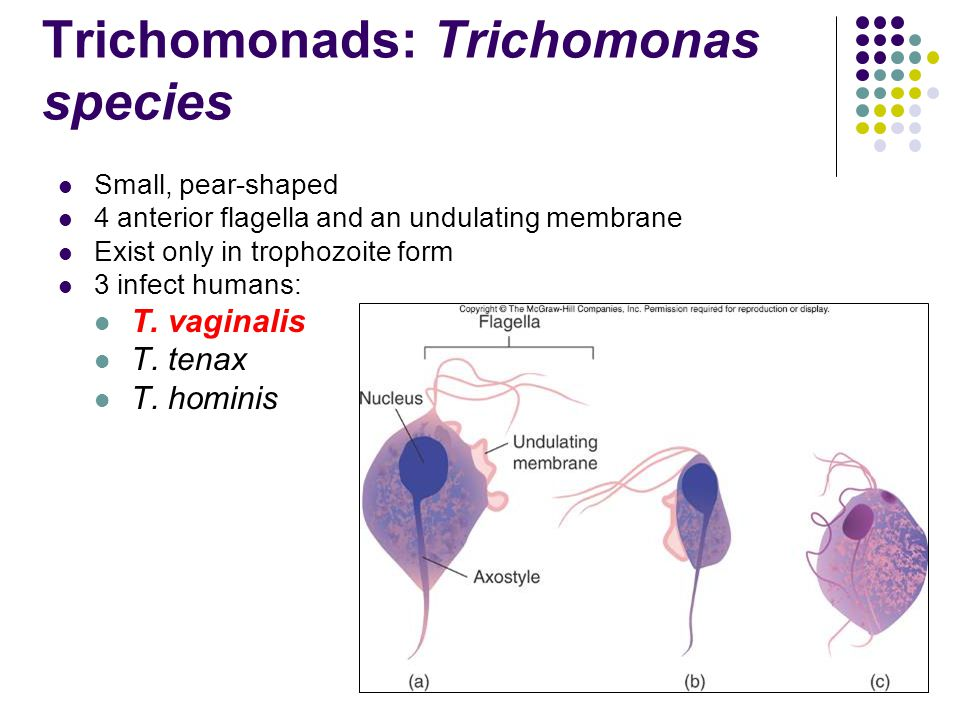 Trichomonads: Trichomonas
species
Small, pear-shaped
4 anterior flagella and an undulating membrane
Exist only in trophozoite form
3 infect humans:
T. vaginalis
T. tenax
T. hominis
Copyright © The McGraw-Hill Companies, Inc. Permission required for reproduction or display.
Flagella
Nucleus
Undulating
membrane
Axostyle
(a)
(b)
(c)